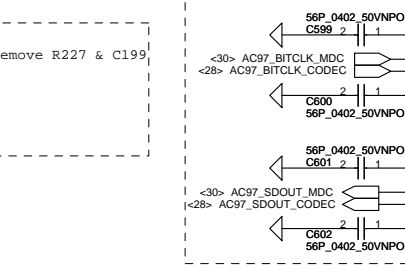 emove R227 & C199
56P_0402_50VNPO
C599 2 1
<30> AC97_BITCLK_MDC
<28> AC97_BITCLK_CODEC
2 1
C600
56P_0402_50VNPO
56P_0402_50VNPO
C601 2 1
<30> AC97_SDOUT_MDC
<28> AC97_SDOUT_CODEC
2 1
C602
56P_0402_50VNPO